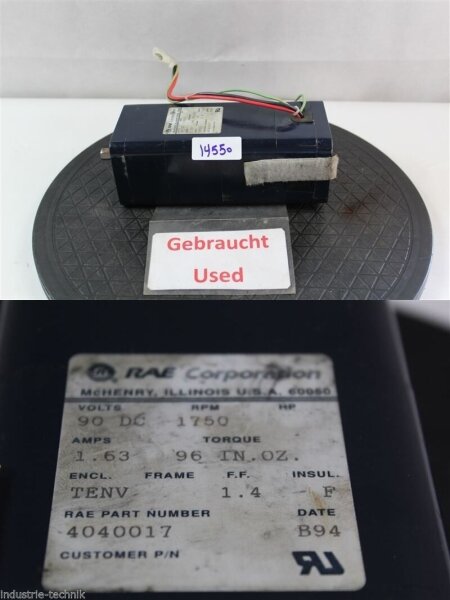 14550
Gebraucht
Used
RAE Corporation
McHENRY, ILLINOIS U.S.A. 60050
VOLTS RPM HP
90 DC 1750
AMPS TORQUE
1.63 96 IN.OZ.
ENCL. FRAME F.F. INSUL.
TENV 1.4 F
RAE PART NUMBER DATE
4040017 B94
CUSTOMER P/N
industrie-technik